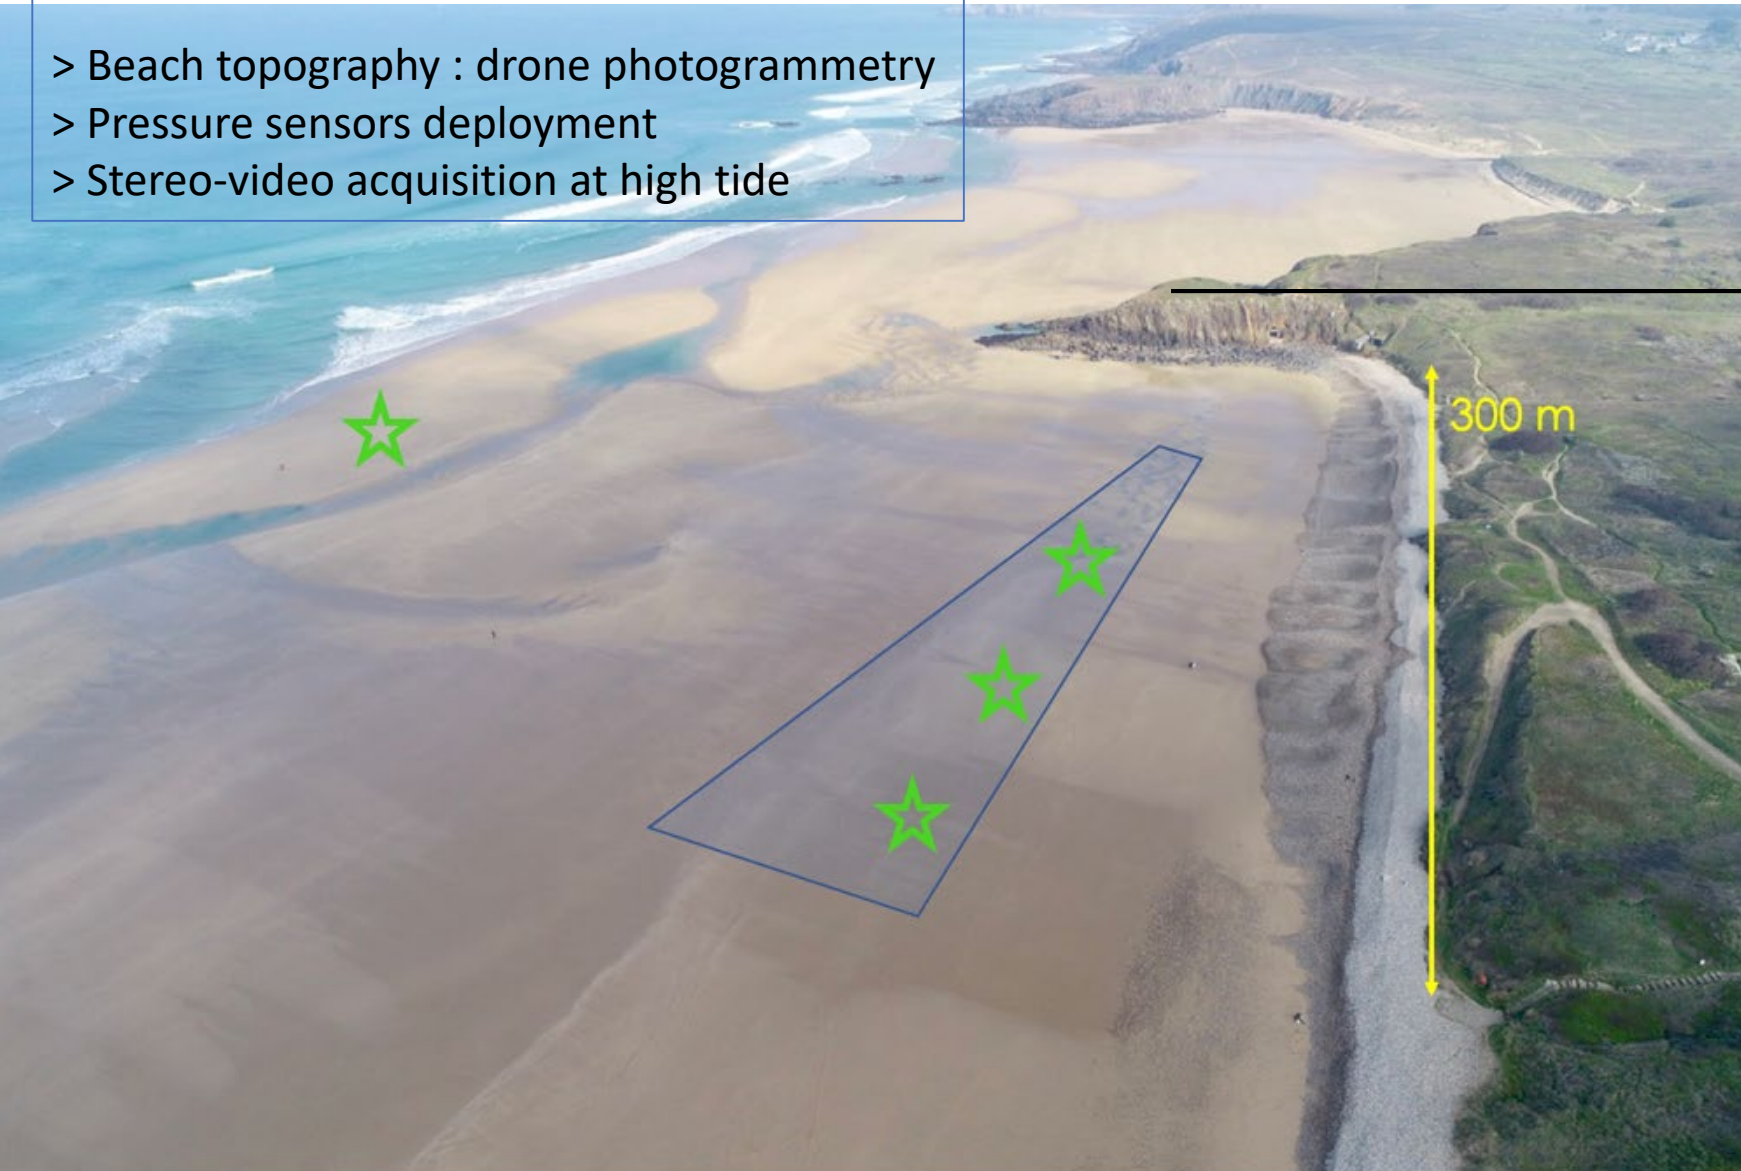 > Beach topography : drone photogrammetry
> Pressure sensors deployment
> Stereo-video acquisition at high tide
300 m